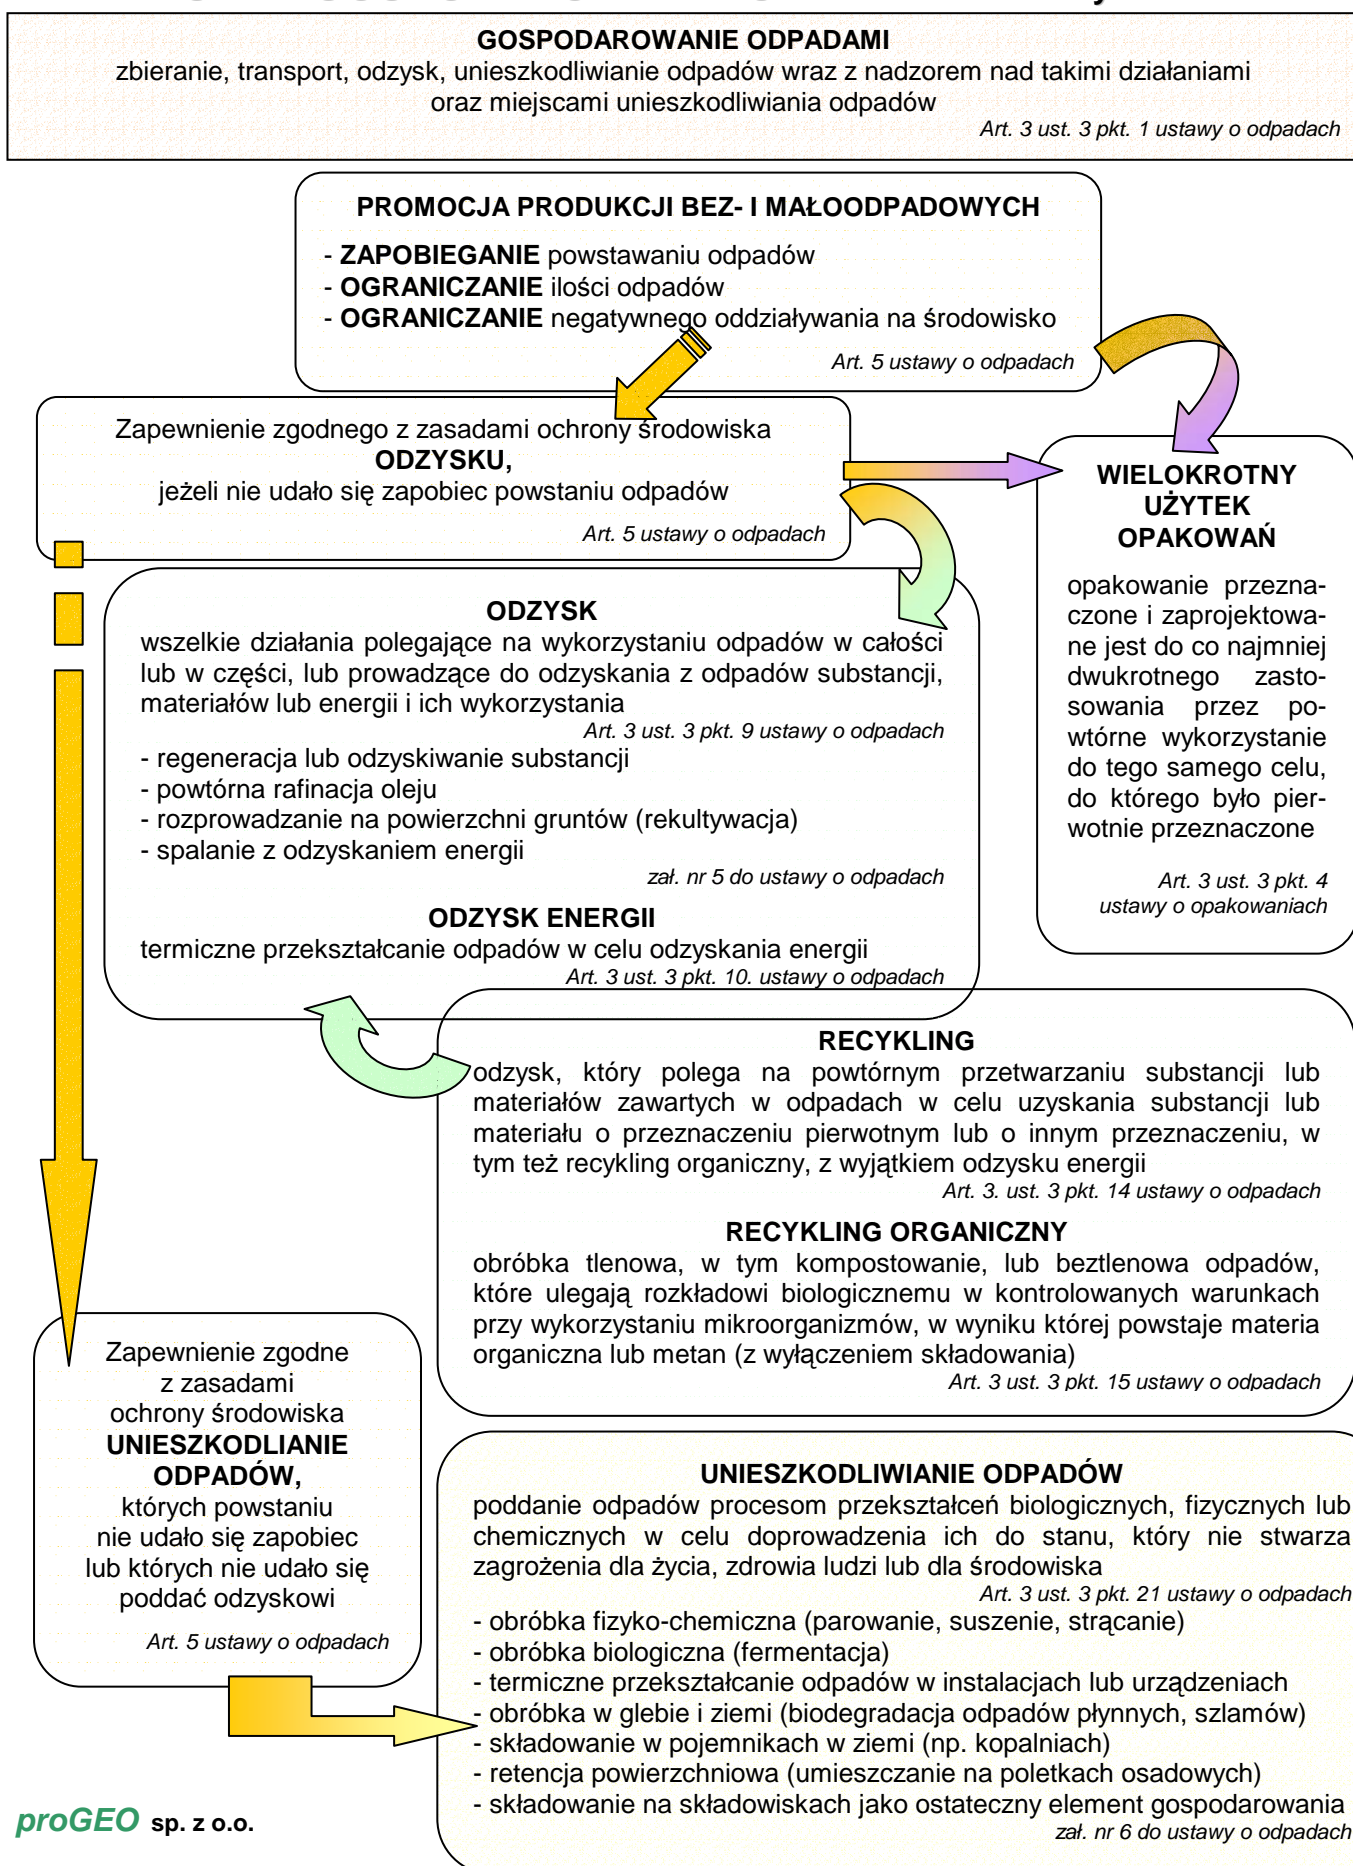 GOSPODAROWANIE ODPADAMI
zbieranie, transport, odzysk, unieszkodliwianie odpadów wraz z nadzorem nad takimi działaniami
oraz miejscami unieszkodliwiania odpadów
Art. 3 ust. 3 pkt. 1 ustawy o odpadach
PROMOCJA PRODUKCJI BEZ- I MAŁOODPADOWYCH
- ZAPOBIEGANIE powstawaniu odpadów
- OGRANICZANIE ilości odpadów
- OGRANICZANIE negatywnego oddziaływania na środowisko
Art. 5 ustawy o odpadach
Zapewnienie zgodnego z zasadami ochrony środowiska
ODZYSKU,
jeżeli nie udało się zapobiec powstaniu odpadów
Art. 5 ustawy o odpadach
WIELOKROTNY
UŻYTEK
OPAKOWAŃ
opakowanie przezna-
czone i zaprojektowa-
ne jest do co najmniej
dwukrotnego zasto-
sowania przez po-
wtórne wykorzystanie
do tego samego celu,
do którego było pier-
wotnie przeznaczone
Art. 3 ust. 3 pkt. 4
ustawy o opakowaniach
ODZYSK
wszelkie działania polegające na wykorzystaniu odpadów w całości
lub w części, lub prowadzące do odzyskania z odpadów substancji,
materiałów lub energii i ich wykorzystania
Art. 3 ust. 3 pkt. 9 ustawy o odpadach
- regeneracja lub odzyskiwanie substancji
- powtórna rafinacja oleju
- rozprowadzanie na powierzchni gruntów (rekultywacja)
- spalanie z odzyskaniem energii
zał. nr 5 do ustawy o odpadach
ODZYSK ENERGII
termiczne przekształcanie odpadów w celu odzyskania energii
Art. 3 ust. 3 pkt. 10. ustawy o odpadach
RECYKLING
odzysk, który polega na powtórnym przetwarzaniu substancji lub
materiałów zawartych w odpadach w celu uzyskania substancji lub
materiału o przeznaczeniu pierwotnym lub o innym przeznaczeniu, w
tym też recykling organiczny, z wyjątkiem odzysku energii
Art. 3. ust. 3 pkt. 14 ustawy o odpadach
RECYKLING ORGANICZNY
obróbka tlenowa, w tym kompostowanie, lub beztlenowa odpadów,
które ulegają rozkładowi biologicznemu w kontrolowanych warunkach
przy wykorzystaniu mikroorganizmów, w wyniku której powstaje materia
organiczna lub metan (z wyłączeniem składowania)
Art. 3 ust. 3 pkt. 15 ustawy o odpadach
Zapewnienie zgodne
z zasadami
ochrony środowiska
UNIESZKODLIANIE
ODPADÓW,
których powstaniu
nie udało się zapobiec
lub których nie udało się
poddać odzyskowi
Art. 5 ustawy o odpadach
UNIESZKODLIWIANIE ODPADÓW
poddanie odpadów procesom przekształceń biologicznych, fizycznych lub
chemicznych w celu doprowadzenia ich do stanu, który nie stwarza
zagrożenia dla życia, zdrowia ludzi lub dla środowiska
Art. 3 ust. 3 pkt. 21 ustawy o odpadach
- obróbka fizyko-chemiczna (parowanie, suszenie, strącanie)
- obróbka biologiczna (fermentacja)
- termiczne przekształcanie odpadów w instalacjach lub urządzeniach
- obróbka w glebie i ziemi (biodegradacja odpadów płynnych, szlamów)
- składowanie w pojemnikach w ziemi (np. kopalniach)
- retencja powierzchniowa (umieszczanie na poletkach osadowych)
- składowanie na składowiskach jako ostateczny element gospodarowania
zał. nr 6 do ustawy o odpadach
proGEO sp. z o.o.